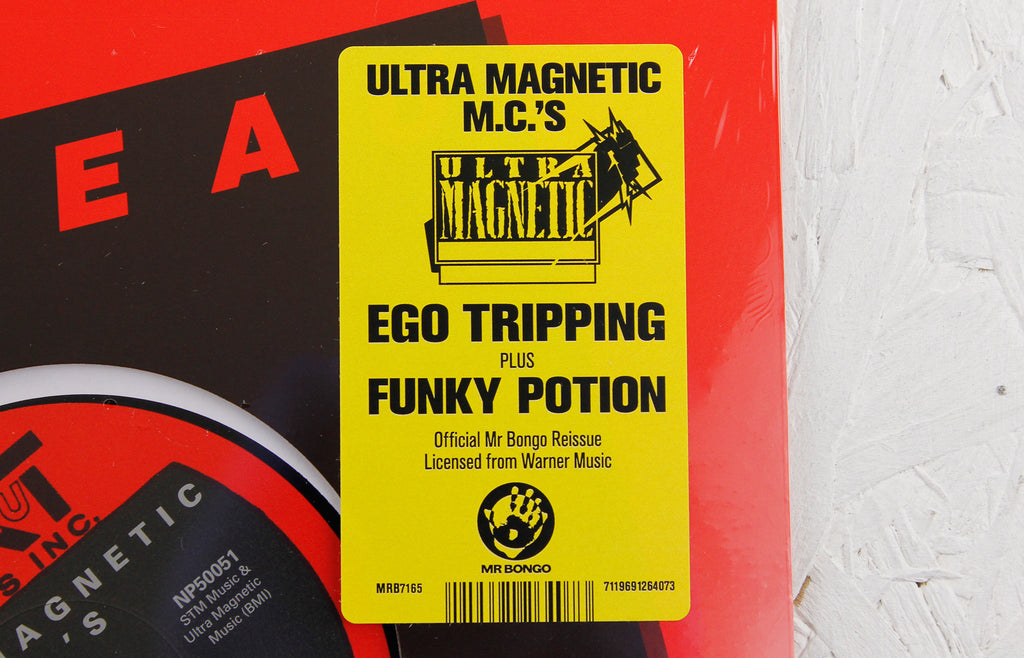 E A
ULTRA MAGNETIC
M.C.'S
ULTRA
MAGNETIC
EGO TRIPPING
PLUS
FUNKY POTION
Official Mr Bongo Reissue
Licensed from Warner Music
MR BONGO
MRB7165
7119691264073
UT
S INC.
AGNETIC
'S
NP50051
STM Music &
Ultra Magnetic
Music (BMI)